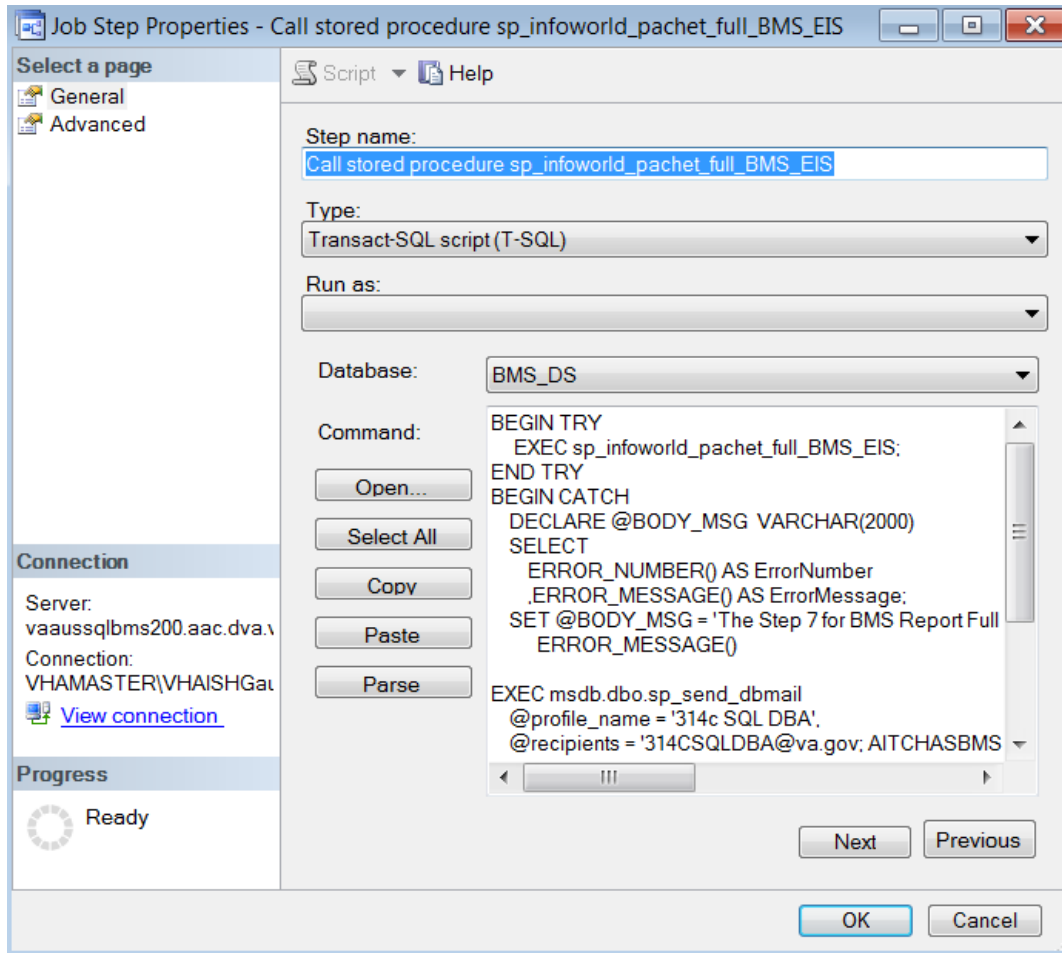 Job Step Properties - Call stored procedure sp_infoworld_pachet_full_BMS_EIS
Select a page
General
Advanced
Script
Help
Step name:
Call stored procedure sp_infoworld_pachet_full_BMS_EIS
Type:
Transact-SQL script (T-SQL)
Run as:
Database:
BMS_DS
Command:
Open...
Select All
Copy
Paste
Parse
BEGIN TRY
EXEC sp_infoworld_pachet_full_BMS_EIS;
END TRY
BEGIN CATCH
DECLARE @BODY_MSG VARCHAR(2000)
SELECT
ERROR_NUMBER() AS ErrorNumber
,ERROR_MESSAGE() AS ErrorMessage;
SET @BODY_MSG = 'The Step 7 for BMS Report Full
ERROR_MESSAGE()
EXEC msdb.dbo.sp_send_dbmail
@profile_name = '314c SQL DBA',
@recipients = '314CSQLDBA@va.gov; AITCHASBMS
Connection
Server:
vaaussqlbms200.aac.dva.v
Connection:
VHAMASTER\VHAISHGau
View connection
Progress
Ready
Next
Previous
OK
Cancel